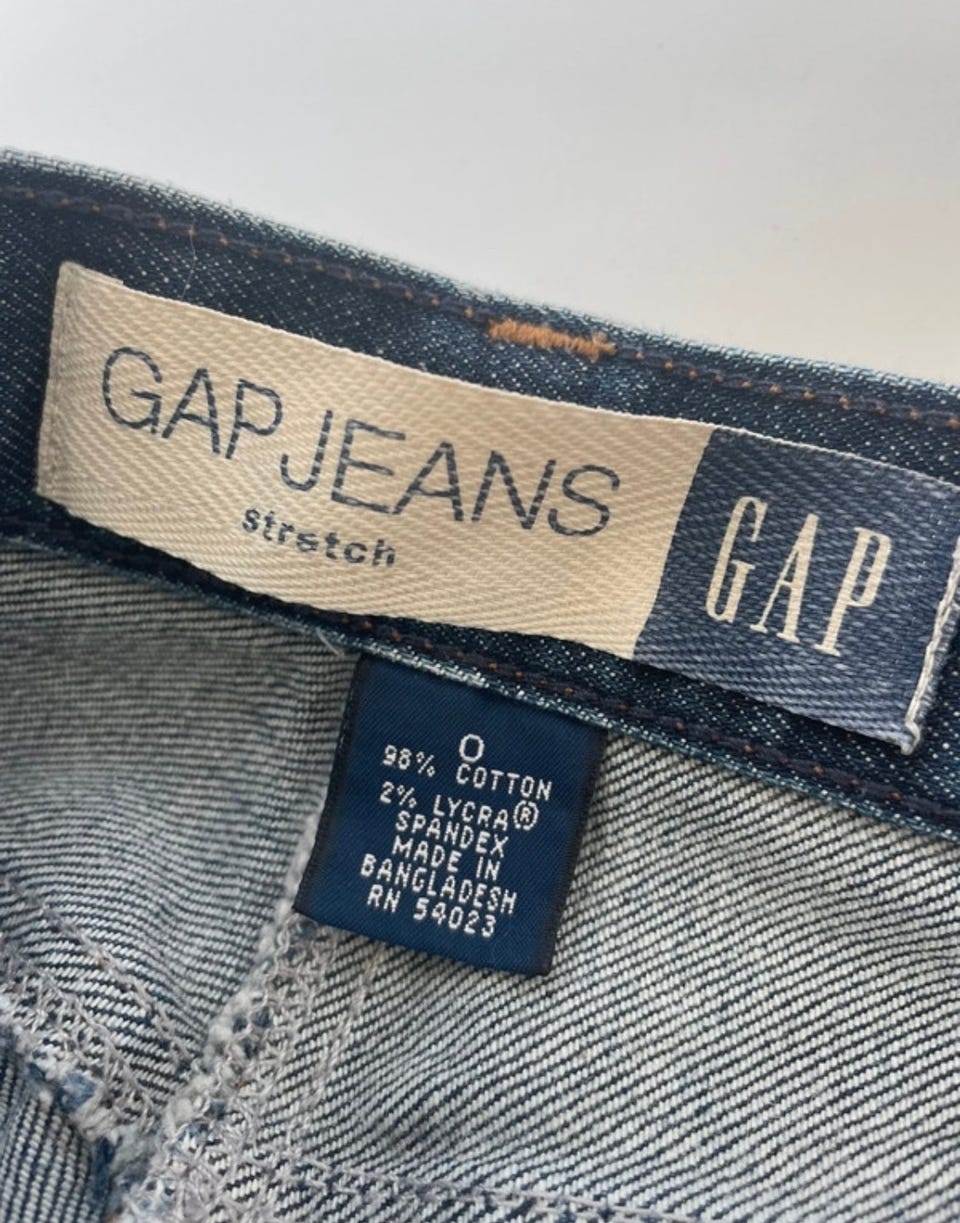 GAP JEANS
stretch
GAP
0
98% COTTON
2% LYCRA®
SPANDEX
MADE IN
BANGLADESH
RN 54023